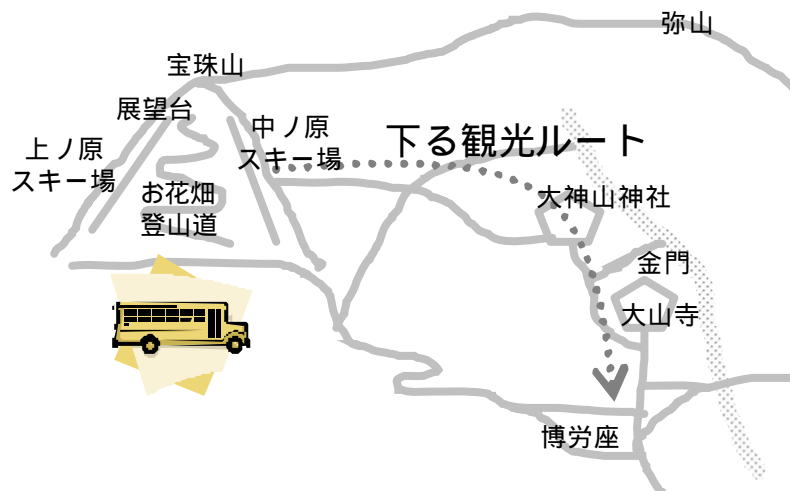 弥山
宝珠山
展望台
中ノ原
スキー場
下る観光ルート
上ノ原
スキー場
お花畑
登山道
大神山神社
金門
大山寺
博労座